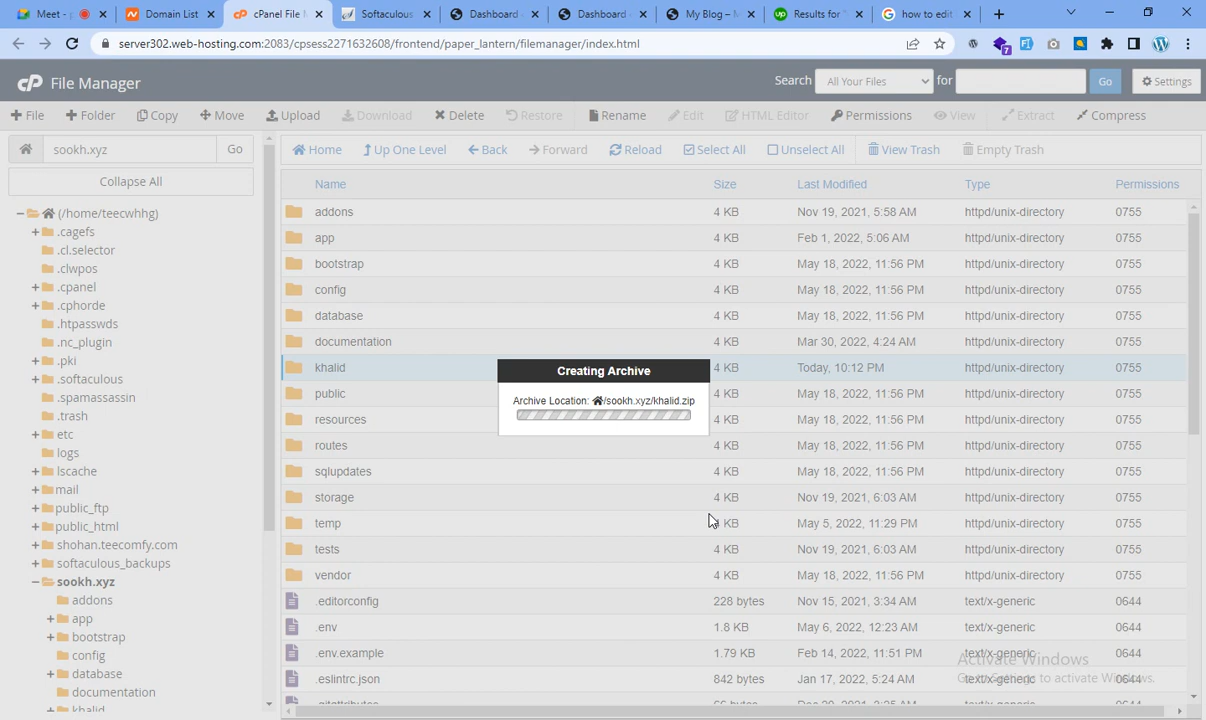 Meet -
Domain List
cPanel File M
Softaculous
Dashboard
Dashboard
My Blog –
Results for
how to edit
server302.web-hosting.com:2083/cpsess2271632608/frontend/paper_lantern/filemanager/index.html
7
cP File Manager
Search All Your Files for Go Settings
File Folder Copy Move Upload Download Delete Restore Rename Edit HTML Editor Permissions View Extract Compress
sookh.xyz Go
Home Up One Level Back Forward Reload Select All Unselect All View Trash Empty Trash
Collapse All
(/home/teecwhhg)
.cagefs
.cl.selector
.clwpos
.cpanel
.cphorde
.htpasswds
.nc_plugin
.pki
.softaculous
.spamassassin
.trash
etc
logs
lscache
mail
public_ftp
public_html
shohan.teecomfy.com
softaculous_backups
sookh.xyz
addons
app
bootstrap
config
database
documentation
khalid
Name Size Last Modified Type Permissions
addons 4 KB Nov 19, 2021, 5:58 AM httpd/unix-directory 0755
app 4 KB Feb 1, 2022, 5:06 AM httpd/unix-directory 0755
bootstrap 4 KB May 18, 2022, 11:56 PM httpd/unix-directory 0755
config 4 KB May 18, 2022, 11:56 PM httpd/unix-directory 0755
database 4 KB May 18, 2022, 11:56 PM httpd/unix-directory 0755
documentation 4 KB Mar 30, 2022, 4:24 AM httpd/unix-directory 0755
khalid 4 KB Today, 10:12 PM httpd/unix-directory 0755
public 4 KB May 18, 2022, 11:56 PM httpd/unix-directory 0755
resources 4 KB May 18, 2022, 11:56 PM httpd/unix-directory 0755
routes 4 KB May 18, 2022, 11:56 PM httpd/unix-directory 0755
sqlupdates 4 KB May 18, 2022, 11:56 PM httpd/unix-directory 0755
storage 4 KB Nov 19, 2021, 6:03 AM httpd/unix-directory 0755
temp KB May 5, 2022, 11:29 PM httpd/unix-directory 0755
tests 4 KB Nov 19, 2021, 6:03 AM httpd/unix-directory 0755
vendor 4 KB May 18, 2022, 11:56 PM httpd/unix-directory 0755
.editorconfig 228 bytes Nov 15, 2021, 3:34 AM text/x-generic 0644
.env 1.8 KB May 6, 2022, 12:23 AM text/x-generic 0644
.env.example 1.79 KB Feb 14, 2022, 11:51 PM text/x-generic 0644
.eslintrc.json 842 bytes Jan 17, 2022, 5:24 AM text/x-generic 0644
Creating Archive
Archive Location: /sookh.xyz/khalid.zip
Activate Windows
Go to Settings to activate Windows.